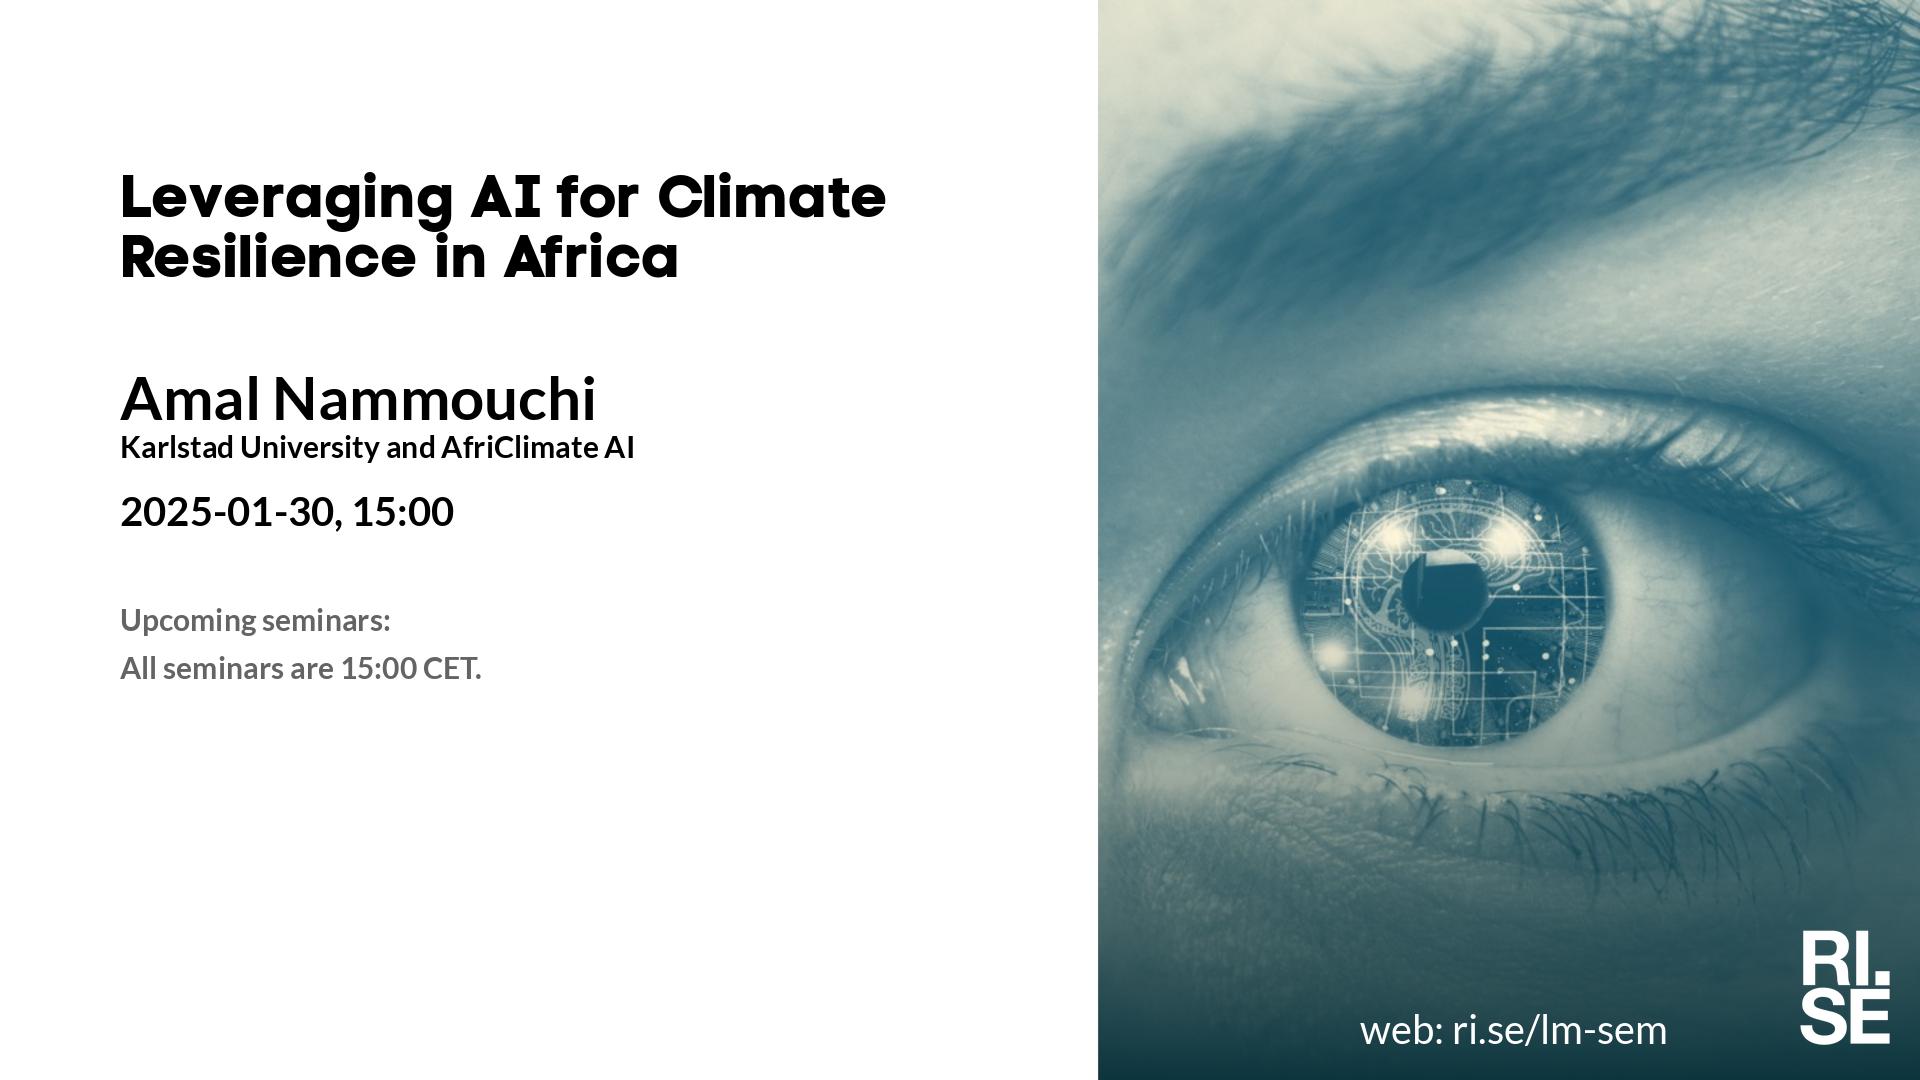 Leveraging AI for Climate
Resilience in Africa
Amal Nammouchi
Karlstad University and AfriClimate AI
2025-01-30, 15:00
Upcoming seminars:
All seminars are 15:00 CET.
web: ri.se/lm-sem
RI.
SE